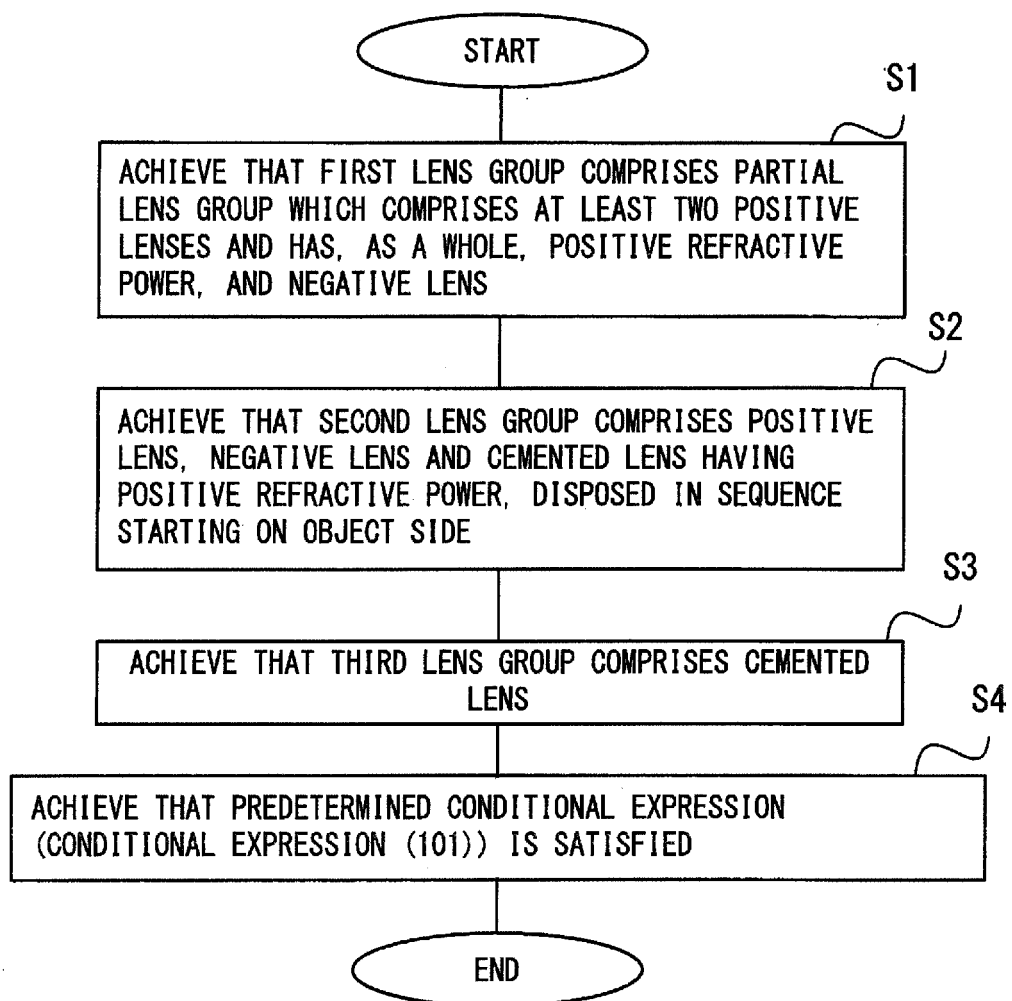 START
S1
ACHIEVE THAT FIRST LENS GROUP COMPRISES PARTIAL
LENS GROUP WHICH COMPRISES AT LEAST TWO POSITIVE
LENSES AND HAS, AS A WHOLE, POSITIVE REFRACTIVE
POWER, AND NEGATIVE LENS
S2
ACHIEVE THAT SECOND LENS GROUP COMPRISES POSITIVE
LENS, NEGATIVE LENS AND CEMENTED LENS HAVING
POSITIVE REFRACTIVE POWER, DISPOSED IN SEQUENCE
STARTING ON OBJECT SIDE
S3
ACHIEVE THAT THIRD LENS GROUP COMPRISES CEMENTED
LENS
S4
ACHIEVE THAT PREDETERMINED CONDITIONAL EXPRESSION
(CONDITIONAL EXPRESSION (101)) IS SATISFIED
END